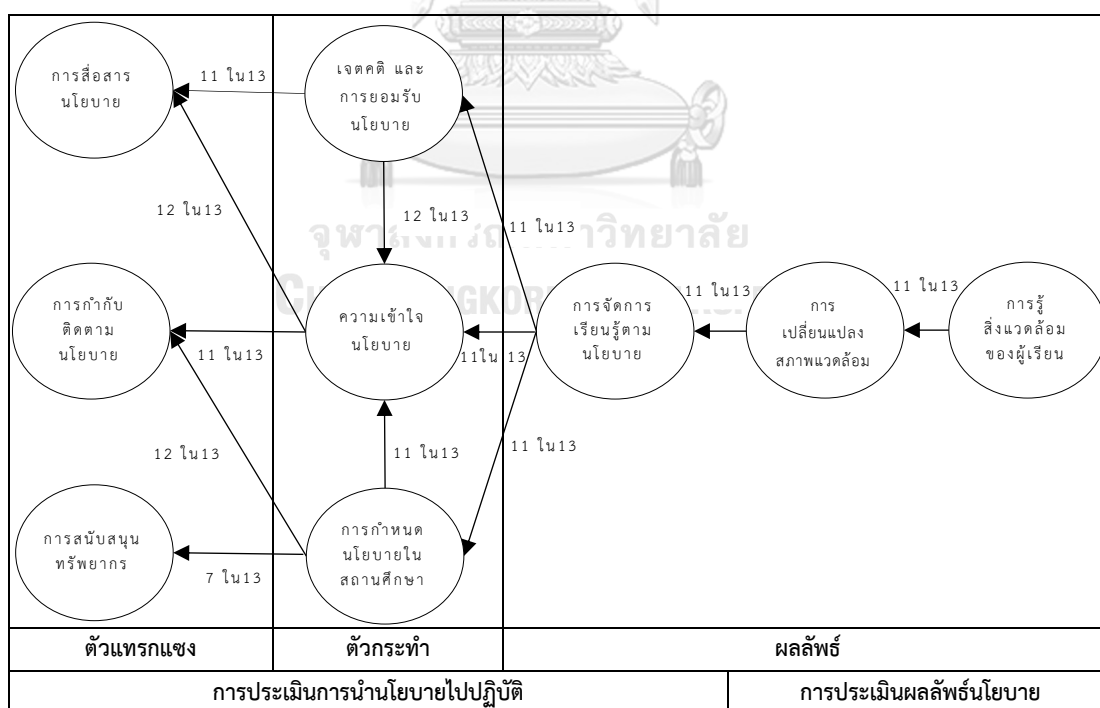 การสื่อสาร
นโยบาย
11 ใน13
เจตคติ และ
การยอมรับ
นโยบาย
12 ใน13
12 ใน13
11 ใน13
จุฬา
วิทยาลัย
การกำกับ
ติดตาม
นโยบาย
11 ใน13
ความเข้าใจ
นโยบาย
11ใน 13
การจัดการ
เรียนรู้ตาม
นโยบาย
11 ใน13
การ
เปลี่ยนแปลง
สภาพแวดล้อม
11 ใน13
การรู้
สิ่งแวดล้อม
ของผู้เรียน
12 ใน13
11 ใน13
11 ใน13
การสนับสนุน
ทรัพยากร
7 ใน13
การกำหนด
นโยบายใน
สถานศึกษา
ตัวแทรกแซง
ตัวกระทำ
ผลลัพธ์
การประเมินการนำนโยบายไปปฏิบัติ
การประเมินผลลัพธ์นโยบาย